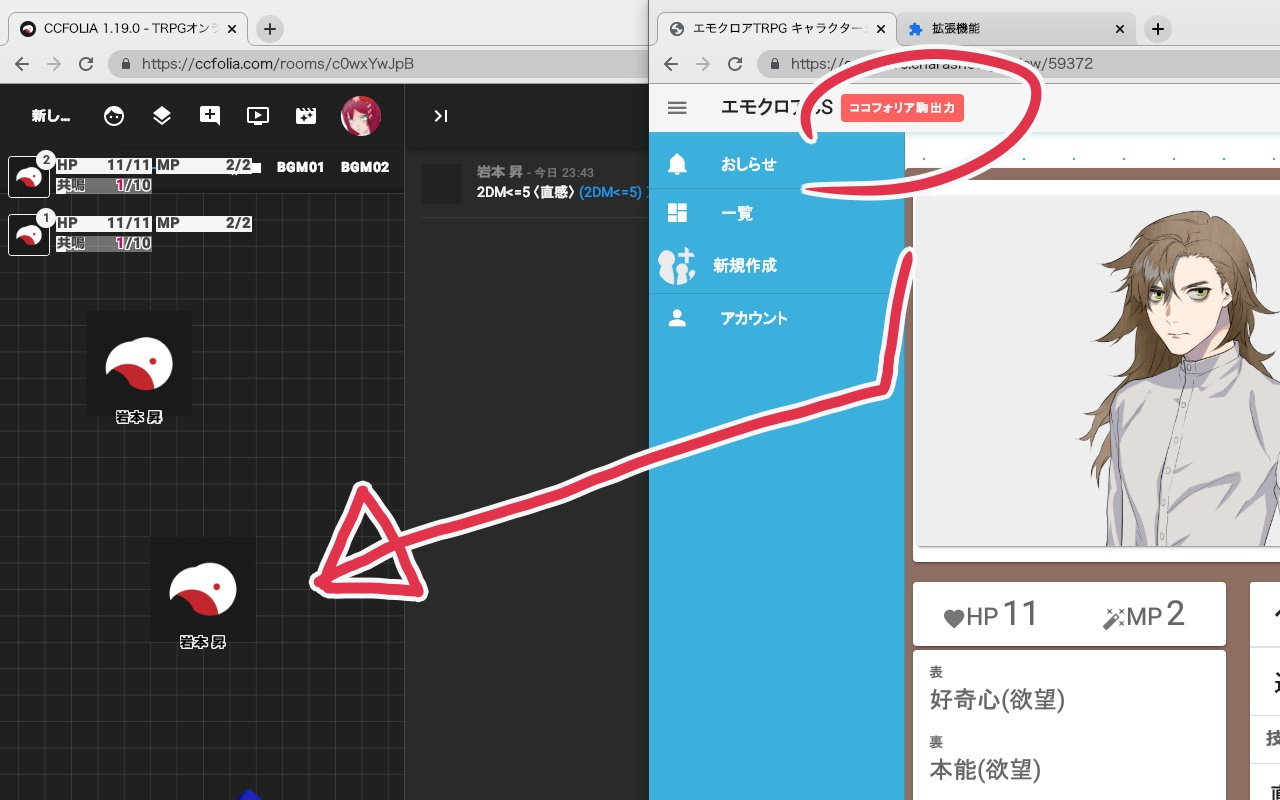 CCFOLIA 1.19.0 - TRPGオンラ
https://ccfolia.com/rooms/c0wxYwJpB
新し...
2
HP 11/11 MP 2/2
共鳴 1/10
BGM01 BGM02
1
HP 11/11 MP 2/2
共鳴 1/10
岩本 昇
岩本 昇
岩本 昇 - 今日 23:43
2DM<=5〈直感〉 (2DM<=5)
エモクロアTRPG キャラクター
拡張機能
https://
/59372
エモクロアCS ココフォリア駒出力
おしらせ
一覧
新規作成
アカウント
HP 11 MP 2
表
好奇心(欲望)
裏
本能(欲望)
技